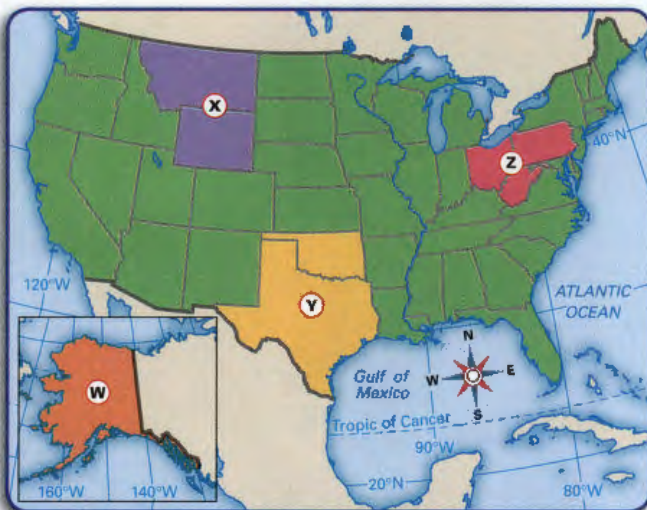 X
Z
40°N
120°W
Y
ATLANTIC
OCEAN
N
W
E
S
Gulf of
Mexico
W
Tropic of Cancer
90°W
160°W
140°W
20°N
80°W